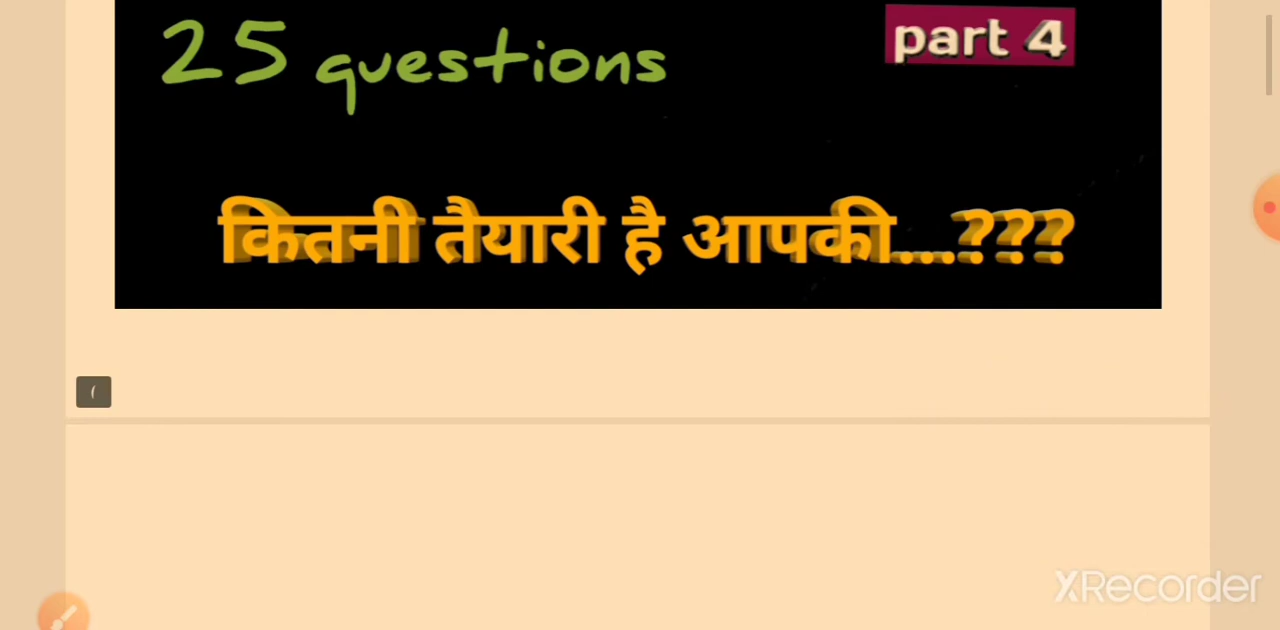 25 questions
part 4
कितनी तैयारी है आपकी....???
XRecorder